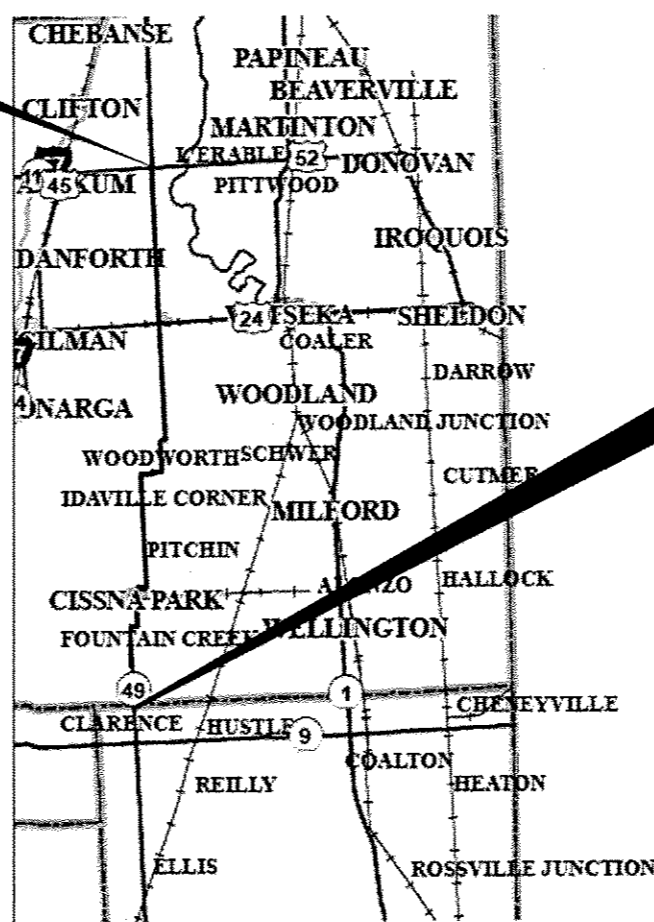 CHEBANSE
PAPINEAU
BEAVERVILLE
CLIFTON
MARTINTON
L'ERABLE
52
DONOVAN
45
PITTWOOD
IROQUOIS
DANFORTH
24
SHELDON
GILMAN
COALER
DARROW
WOODLAND
ONARGA
WOODLAND JUNCTION
WOODWORTH
SCHWER
CUTMER
IDAVILLE CORNER
MILFORD
PITCHIN
HALLOCK
CISSNA PARK
FOUNTAIN CREEK
WELLINGTON
49
1
CHENEYVILLE
CLARENCE
HUSTLE
9
COALTON
REILLY
HEATON
ELLIS
ROSSVILLE JUNCTION